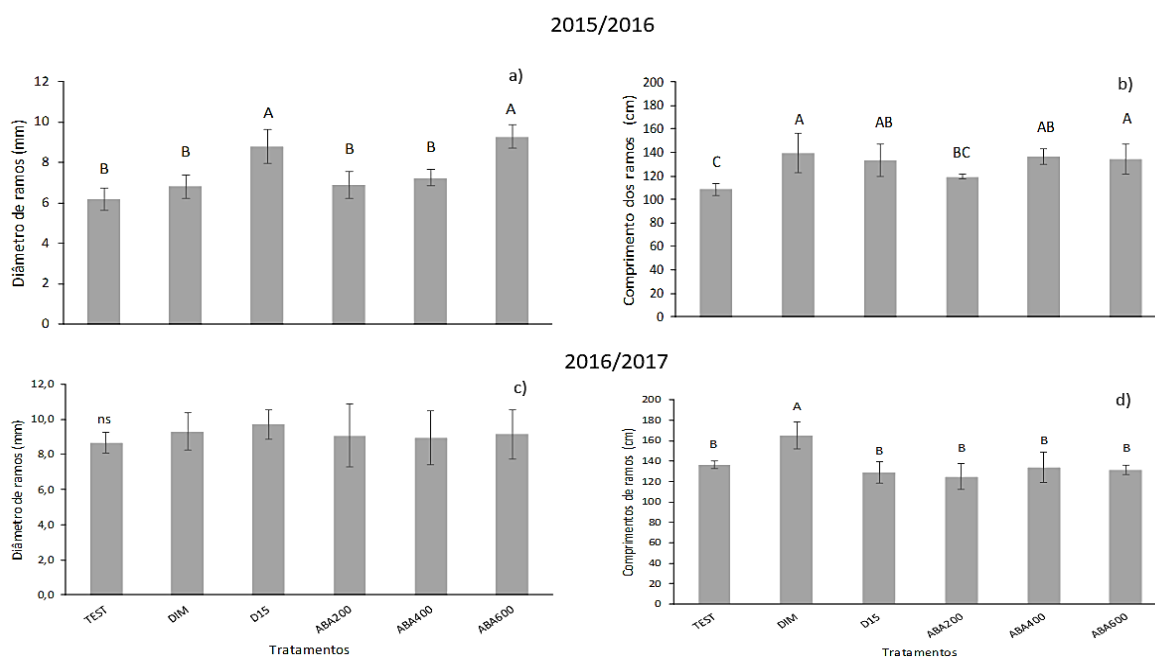 2015/2016
a)
Diâmetro de ramos (mm)
12
10
8
6
4
2
0
B
B
A
B
B
A
b)
Comprimento dos ramos (cm)
200
180
160
140
120
100
80
60
40
20
0
C
A
AB
BC
AB
A
2016/2017
c)
Diâmetro de ramos (mm)
12,0
10,0
8,0
6,0
4,0
2,0
0,0
ns
TEST
DIM
D15
ABA200
ABA400
ABA600
Tratamentos
d)
Comprimentos de ramos (cm)
200
180
160
140
120
100
80
60
40
20
0
B
A
B
B
B
B
TEST
DIM
D15
ABA200
ABA400
ABA600
Tratamentos